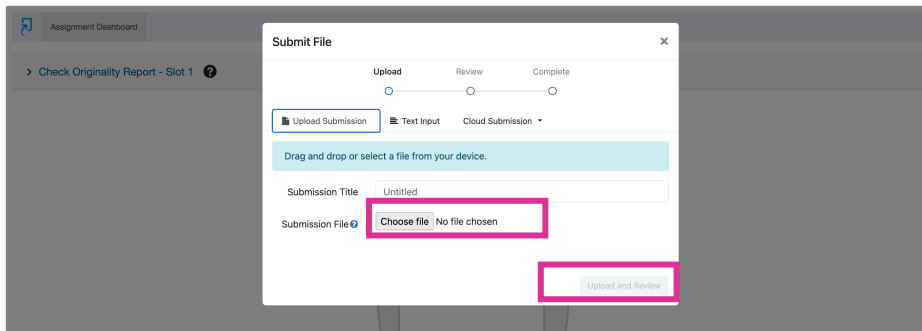 Assignment Dashboard
Submit File ×
Check Originality Report - Slot 1 ?
Upload Review Complete
Upload Submission Text Input Cloud Submission
Drag and drop or select a file from your device.
Submission Title Untitled
Submission File ? Choose file No file chosen
Upload and Review